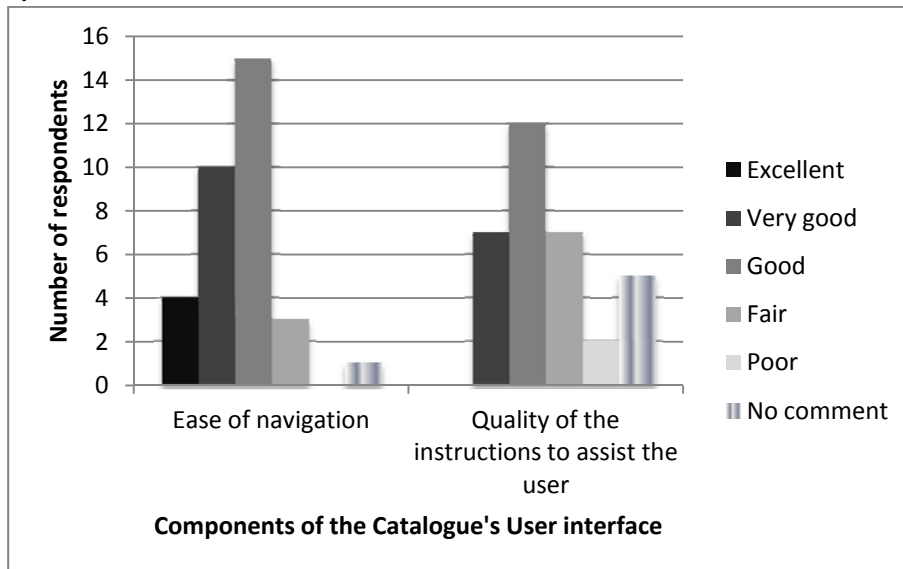 16
14
12
10
8
6
4
2
0
Number of respondents
Ease of navigation
Quality of the
instructions to assist the
user
Components of the Catalogue's User interface
Excellent
Very good
Good
Fair
Poor
No comment